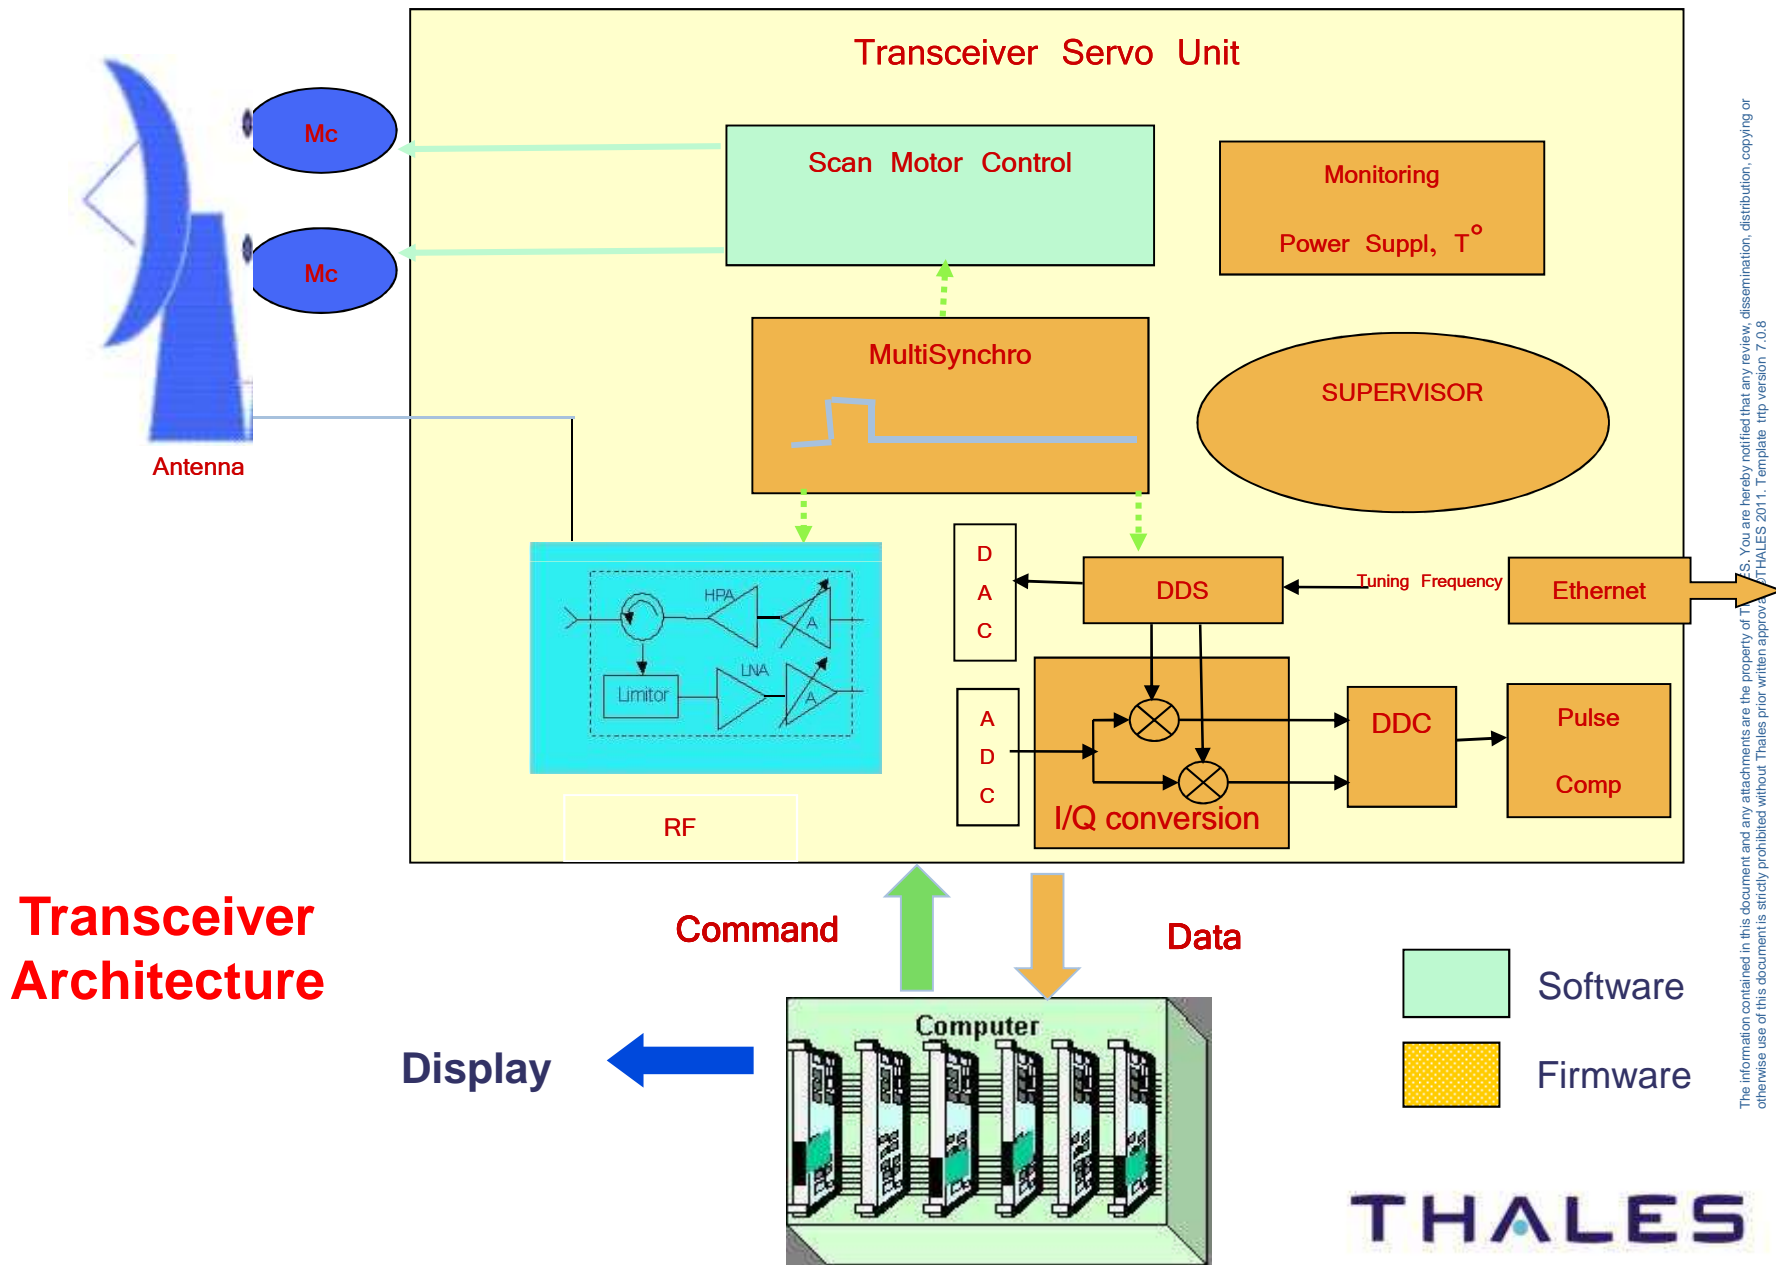 Transceiver Servo Unit
Mc
Scan Motor Control
Monitoring
Power Suppl, T°
Mc
MultiSynchro
SUPERVISOR
Antenna
D
A
C
DDS
Tuning Frequency
Ethernet
HPA
A
LNA
Limitor
A
A
D
C
DDC
Pulse
Comp
I/Q conversion
RF
Transceiver
Architecture
Command
Data
Computer
Display
Software
Firmware
THALES
The information contained in this document and any attachments are the property of THALES. You are hereby notified that any review, dissemination, distribution, copying or
otherwise use of this document is strictly prohibited without Thales prior written approval. ©THALES 2011. Template trtp version 7.0.8